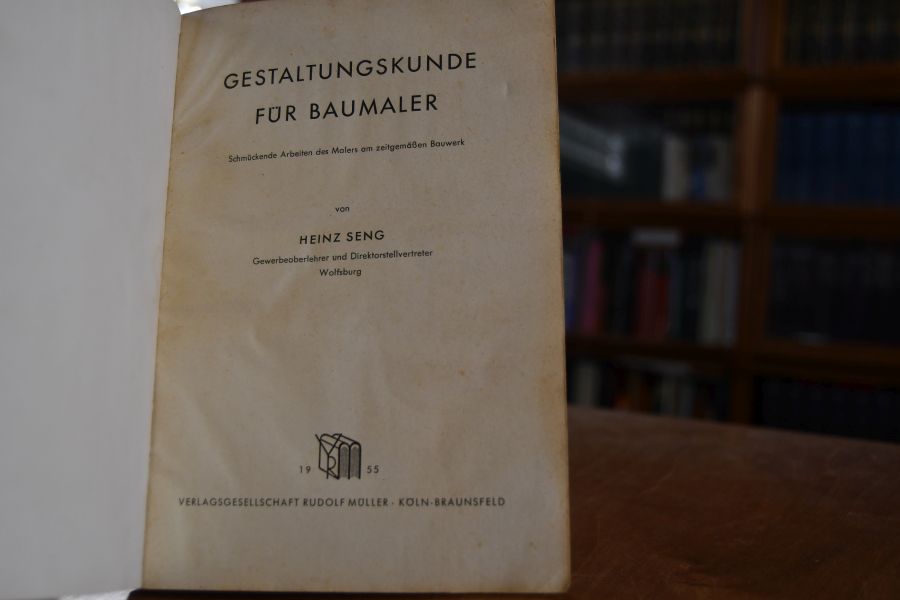 GESTALTUNGSKUNDE
FÜR BAUMALER
Schmückende Arbeiten des Malers am zeitgemäßen Bauwerk
von
HEINZ SENG
Gewerbeoberlehrer und Direktorstellvertreter
Wolfsburg
19 55
VERLAGSGESELLSCHAFT RUDOLF MÜLLER · KÖLN-BRAUNSFELD